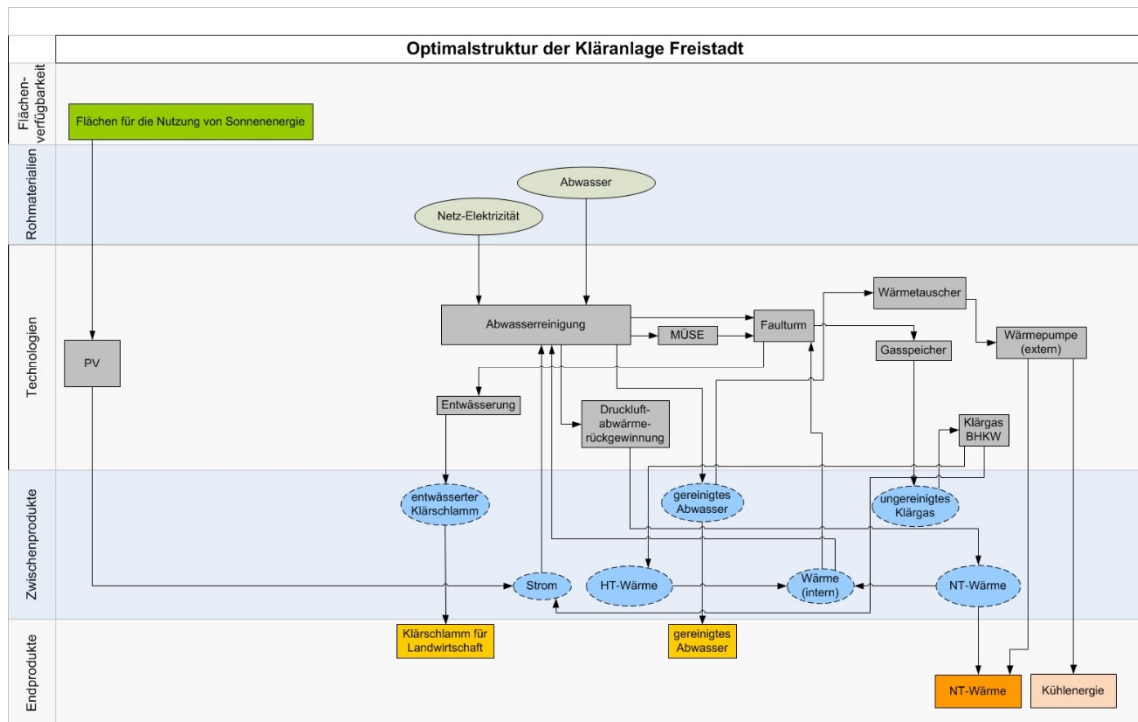 Optimalstruktur der Kläranlage Freistadt
Flächen-
verfügbarkeit
Flächen für die Nutzung von Sonnenenergie
Rohmaterialien
Abwasser
Netz-Elektrizität
Technologien
Wärmetauscher
Abwasserreinigung
MÜSE
Faulturm
Gasspeicher
Wärmepumpe
(extern)
PV
Entwässerung
Druckluft-
abwärme-
rückgewinnung
Klärgas
BHKW
Zwischenprodukte
entwässerter
Klärschlamm
gereinigtes
Abwasser
ungereinigtes
Klärgas
Strom
HT-Wärme
Wärme
(intern)
NT-Wärme
Endprodukte
Klärschlamm für
Landwirtschaft
gereinigtes
Abwasser
NT-Wärme
Kühlenergie